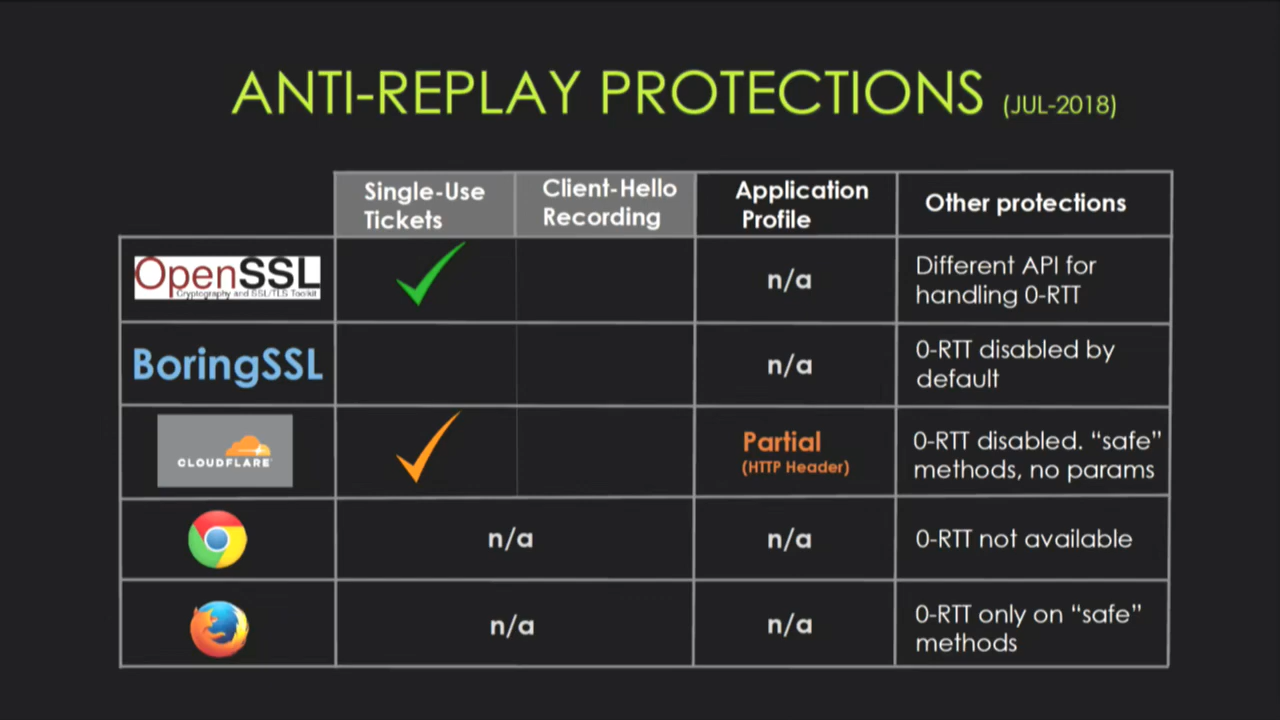 ANTI-REPLAY PROTECTIONS (JUL-2018)
Single-Use
Tickets
Client-Hello
Recording
Application
Profile
Other protections
OpenSSL
Cryptography and SSL/TLS Toolkit
n/a
Different API for
handling 0-RTT
BoringSSL
n/a
0-RTT disabled by
default
CLOUDFLARE
Partial
(HTTP Header)
0-RTT disabled. “safe”
methods, no params
n/a
n/a
0-RTT not available
n/a
n/a
0-RTT only on “safe”
methods